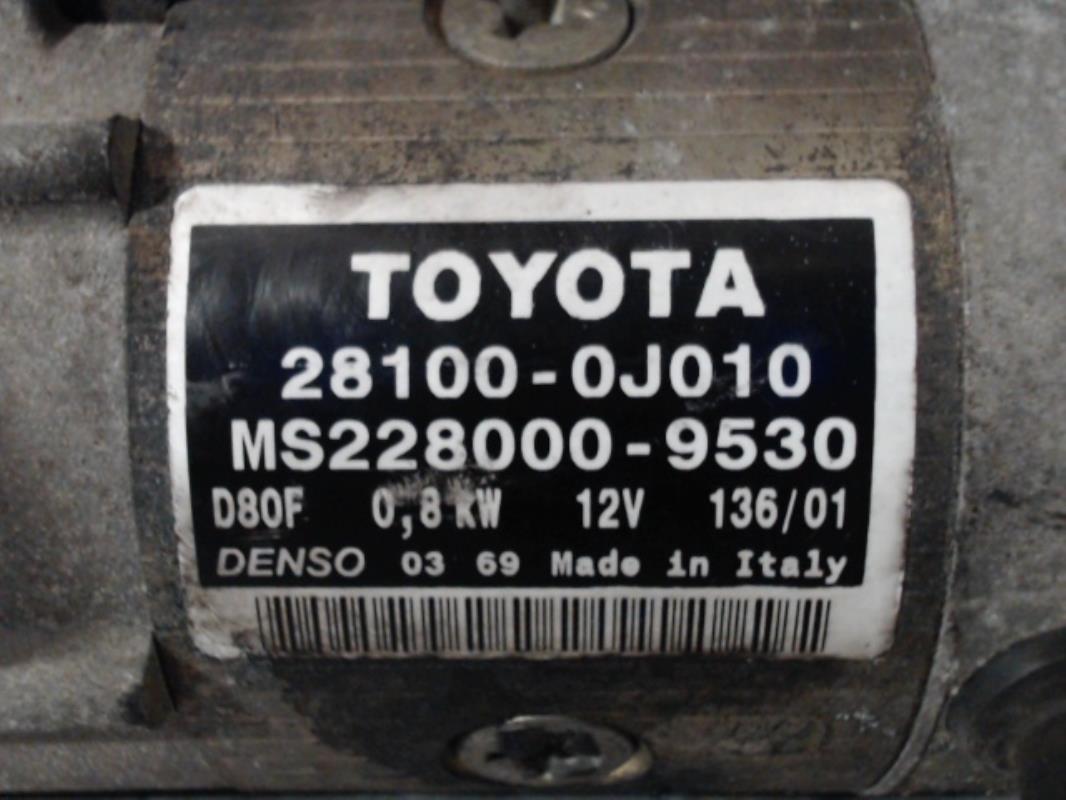 TOYOTA
28100-0J010
MS228000-9530
D80F 0,8 kW 12V 136/01
DENSO 03 69 Made in Italy